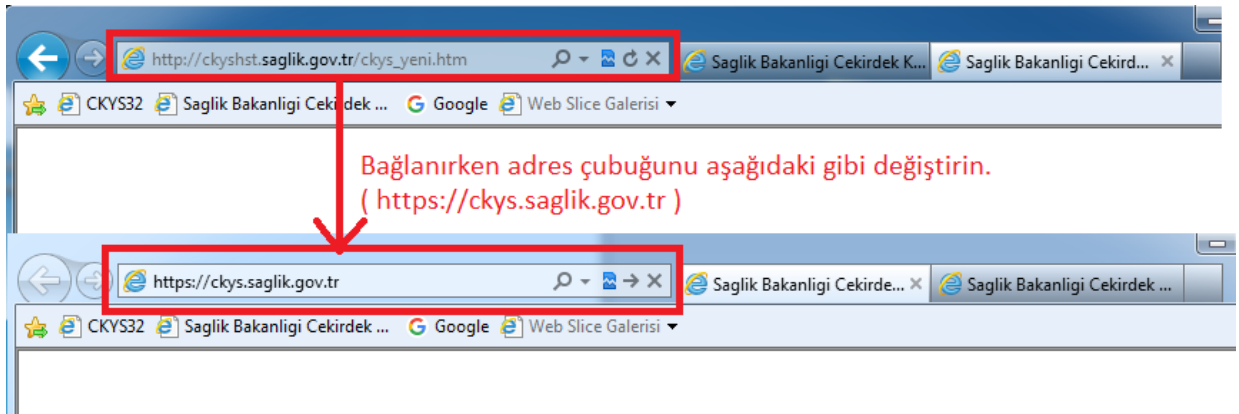 http://ckyshst.saglik.gov.tr/ckys_yeni.htm
Saglik Bakanligi Cekirdek K...
Saglik Bakanligi Cekird...
CKYS32
Saglik Bakanligi Cekirdek ...
Google
Web Slice Galerisi
Bağlanırken adres çubuğunu aşağıdaki gibi değiştirin.
( https://ckys.saglik.gov.tr )
https://ckys.saglik.gov.tr
Saglik Bakanligi Cekirde...
Saglik Bakanligi Cekirdek ...
CKYS32
Saglik Bakanligi Cekirdek ...
Google
Web Slice Galerisi